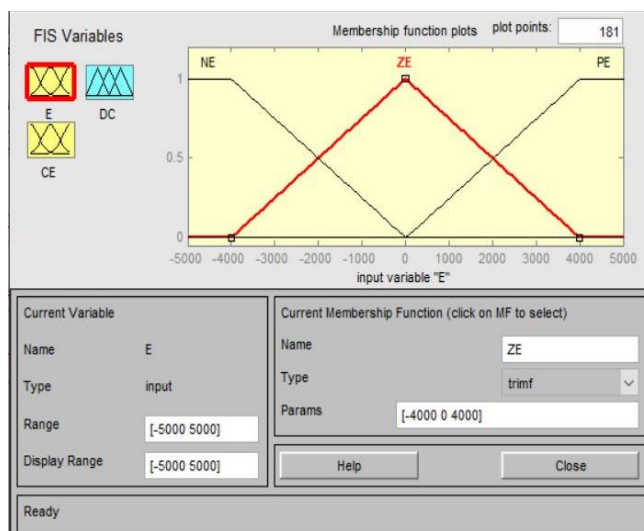 FIS Variables
Membership function plots
plot points:
181
E
DC
CE
NE
ZE
PE
1
0.5
0
-5000 -4000 -3000 -2000 -1000 0 1000 2000 3000 4000 5000
input variable "E"
Current Variable
Name E
Type input
Range [-5000 5000]
Display Range [-5000 5000]
Current Membership Function (click on MF to select)
Name ZE
Type trimf
Params [-4000 0 4000]
Help Close
Ready